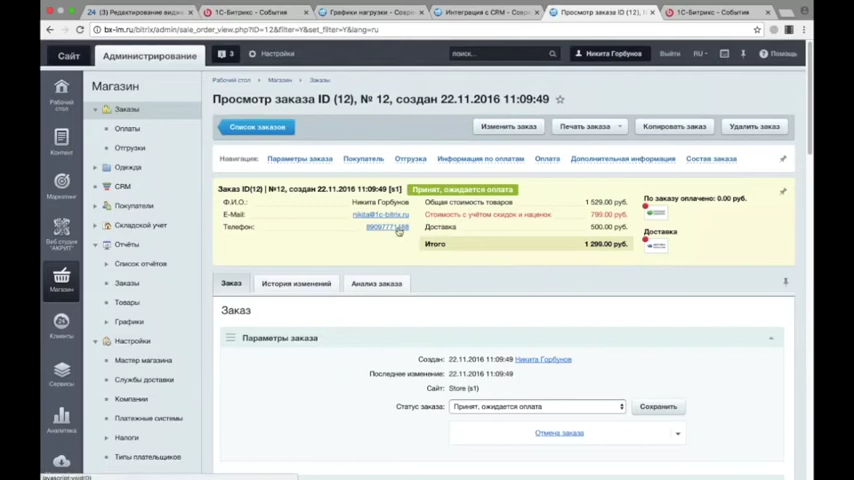 24 (3) Редактирование видж
1С-Битрикс - События
Графики нагрузки - Соврем
Интеграция с CRM - Соврем
Просмотр заказа ID (12),
1С-Битрикс - События
bx-lm.ru/bitrix/admin/sale_order_view.php?ID=12&filter=Y&set_filter=Y&lang=ru
Сайт
Администрирование
3
Настройки
поиск...
Никита Горбунов
Выйти
RU
Помощь
Рабочий стол
Контент
Маркетинг
Веб студия "АКРИТ"
Магазин
Клиенты
Сервисы
Аналитика
Магазин
Заказы
Оплаты
Отгрузки
Одежда
CRM
Покупатели
Складской учет
Отчёты
Список отчётов
Заказы
Товары
Графики
Настройки
Мастер магазина
Службы доставки
Компании
Платежные системы
Налоги
Типы плательщиков
Рабочий стол
Магазин
Заказы
Просмотр заказа ID (12), № 12, создан 22.11.2016 11:09:49
Список заказов
Изменить заказ
Печать заказа
Копировать заказ
Удалить заказ
Навигация:
Параметры заказа
Покупатель
Отгрузка
Информация по оплатам
Оплата
Дополнительная информация
Состав заказа
Заказ ID(12) | №12, создан 22.11.2016 11:09:49 [s1]
Принят, ожидается оплата
Ф.И.О.: Никита Горбунов
E-Mail: nikita@1c-bitrix.ru
Телефон:
Общая стоимость товаров 1 529.00 руб.
Стоимость с учётом скидок и наценок 799.00 руб.
Доставка 500.00 руб.
Итого 1 299.00 руб.
По заказу оплачено: 0.00 руб.
Доставка
Заказ
История изменений
Анализ заказа
Заказ
Параметры заказа
Создан: 22.11.2016 11:09:49 Никита Горбунов
Последнее изменение: 22.11.2016 11:09:49
Сайт: Store (s1)
Статус заказа: Принят, ожидается оплата
Сохранить
Отмена заказа
javascript:void(0)